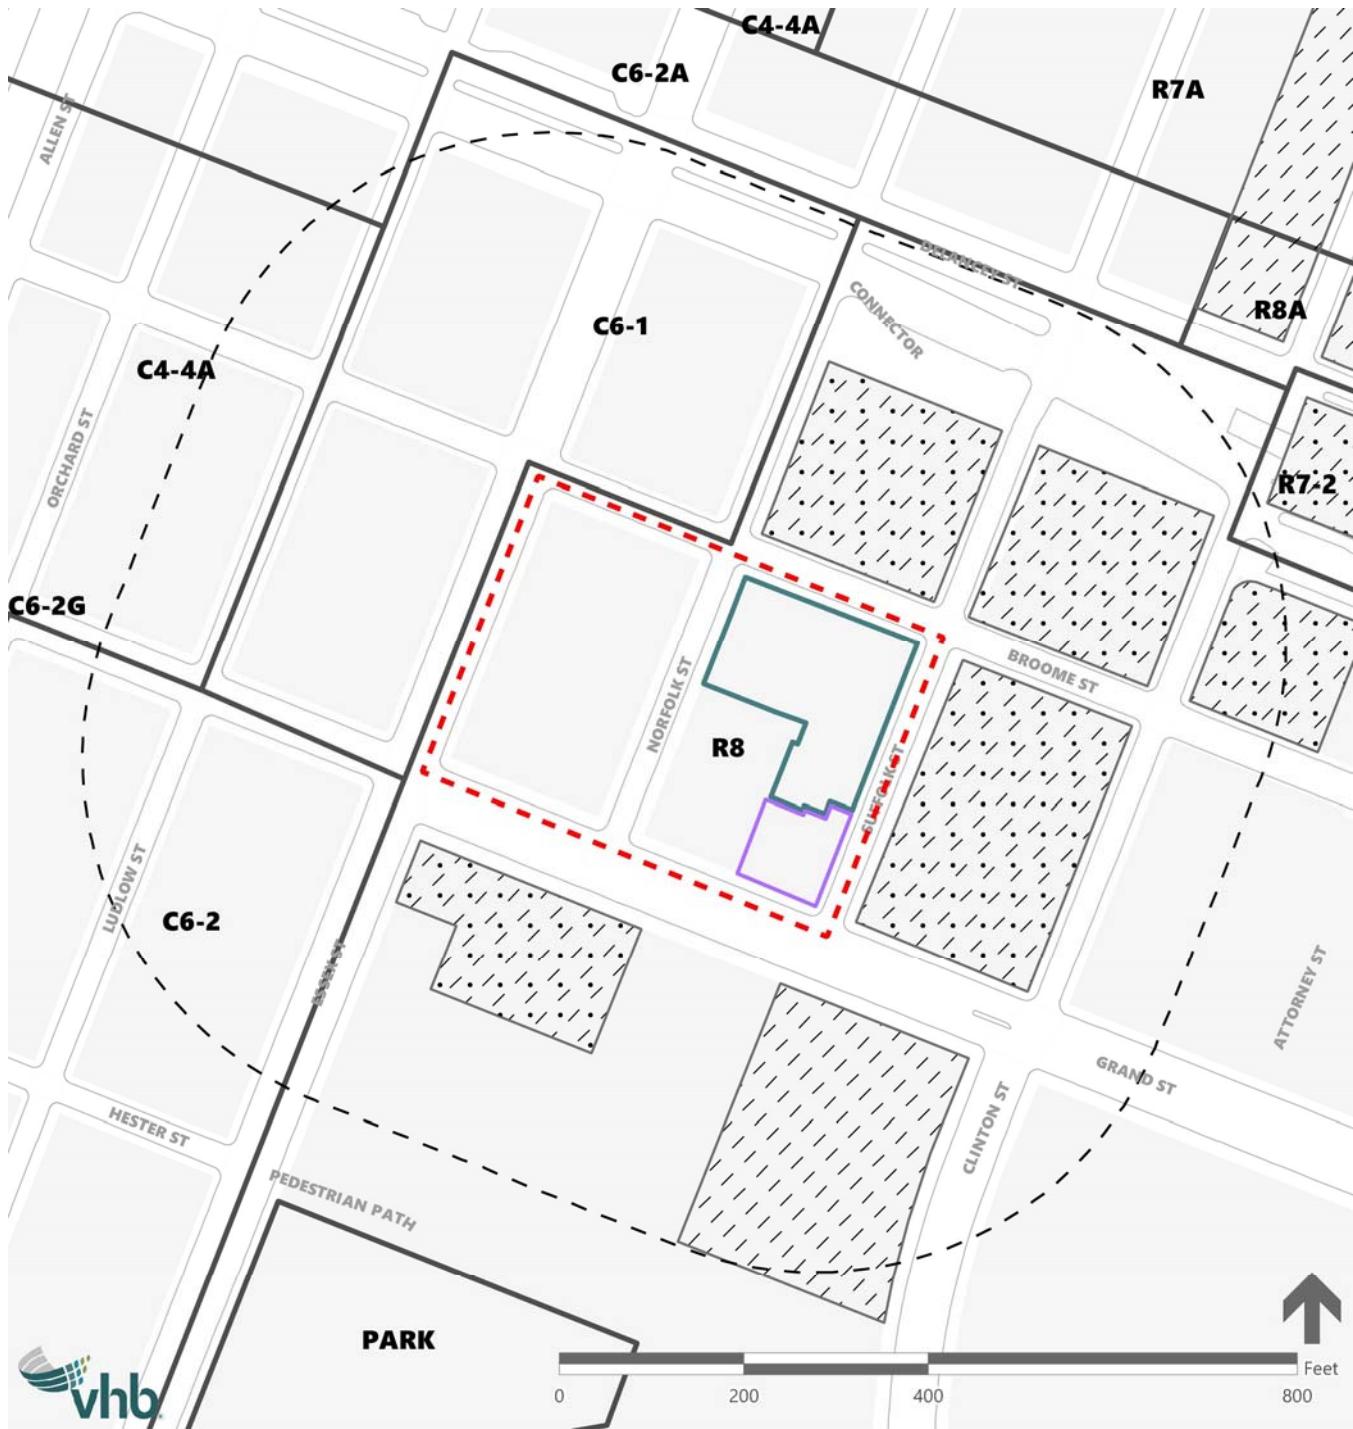 C4-4A
C6-2A
R7A
ALLEN ST
DELANCEY ST
CONNECTOR
R8A
C6-1
C4-4A
ORCHARD ST
R7-2
C6-2G
BROOME ST
NORFOLK ST
R8
SUFFOLK ST
LUDLOW ST
C6-2
ESSEX ST
ATTORNEY ST
GRAND ST
CLINTON ST
HESTER ST
PEDESTRIAN PATH
PARK
vhb
Feet
0 200 400 800